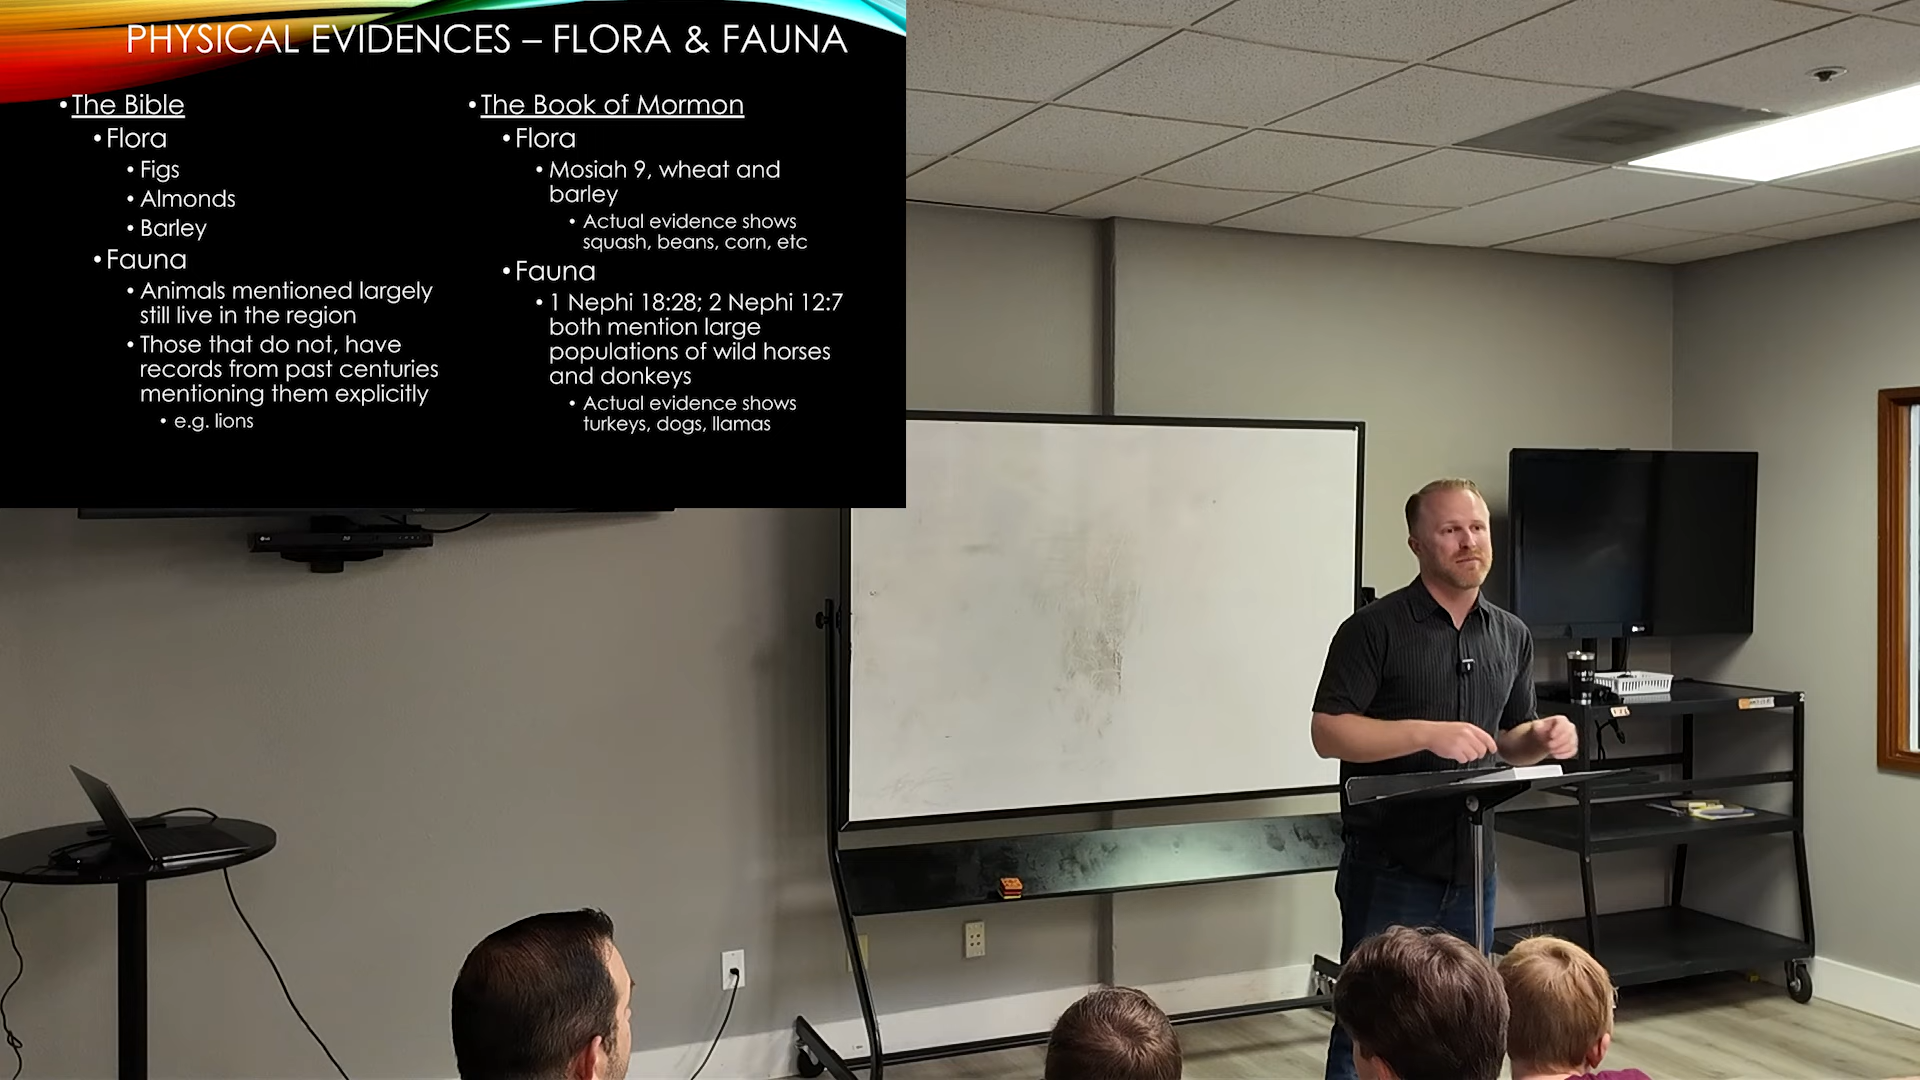 PHYSICAL EVIDENCES – FLORA & FAUNA
• The Bible
• Flora
• Figs
• Almonds
• Barley
• Fauna
• Animals mentioned largely
still live in the region
• Those that do not, have
records from past centuries
mentioning them explicitly
• e.g. lions
• The Book of Mormon
• Flora
• Mosiah 9, wheat and
barley
• Actual evidence shows
squash, beans, corn, etc
• Fauna
• 1 Nephi 18:28; 2 Nephi 12:7
both mention large
populations of wild horses
and donkeys
• Actual evidence shows
turkeys, dogs, llamas